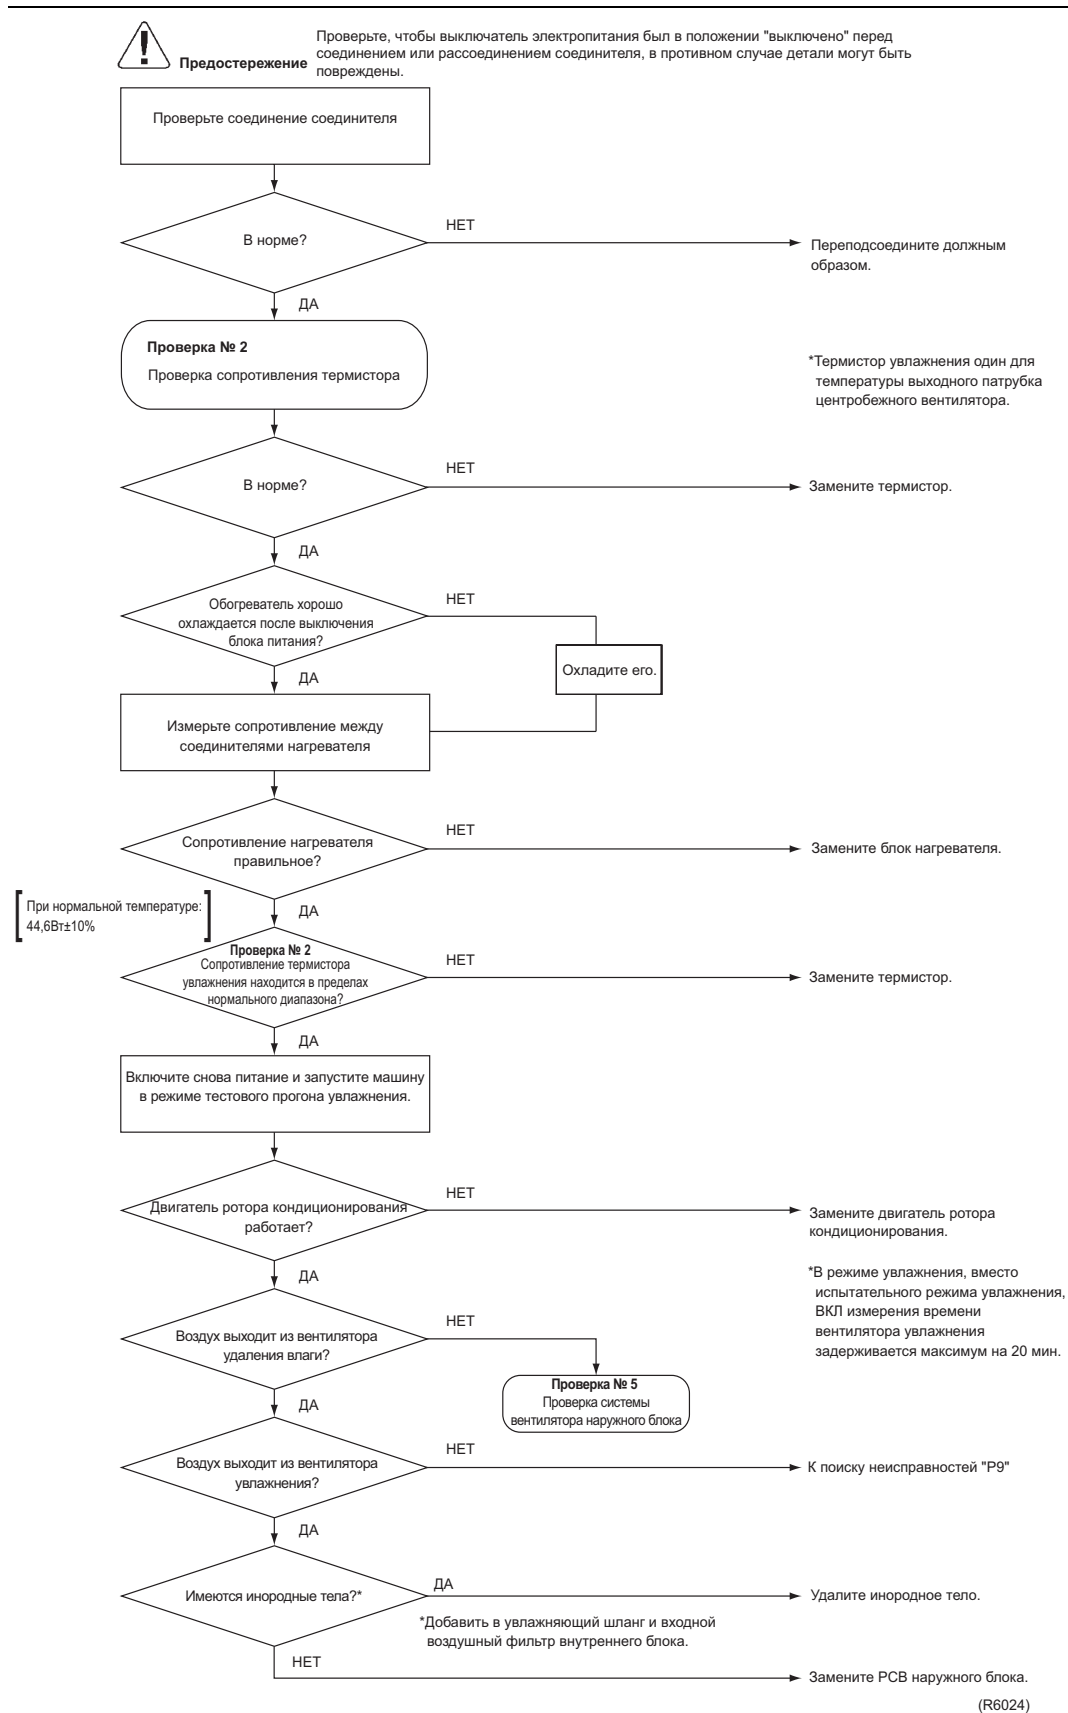 Проверьте, чтобы выключатель электропитания был в положении "выключено" перед
соединением или рассоединением соединителя, в противном случае детали могут быть
повреждены.
Предостережение
Проверьте соединение соединителя
НЕТ
В норме?
Переподсоедините должным
образом.
ДА
Проверка № 2
Проверка сопротивления термистора
*Термистор увлажнения один для
температуры выходного патрубка
центробежного вентилятора.
НЕТ
В норме?
Замените термистор.
ДА
НЕТ
Обогреватель хорошо
охлаждается после выключения
блока питания?
Охладите его.
ДА
Измерьте сопротивление между
соединителями нагревателя
НЕТ
Сопротивление нагревателя
правильное?
Замените блок нагревателя.
При нормальной температуре:
44,6Вт±10%
ДА
Проверка № 2
Сопротивление термистора
увлажнения находится в пределах
нормального диапазона?
НЕТ
Замените термистор.
ДА
Включите снова питание и запустите машину
в режиме тестового прогона увлажнения.
НЕТ
Двигатель ротора кондиционирования
работает?
Замените двигатель ротора
кондиционирования.
ДА
*В режиме увлажнения, вместо
испытательного режима увлажнения,
ВКЛ измерения времени
вентилятора увлажнения
задерживается максимум на 20 мин.
НЕТ
Воздух выходит из вентилятора
удаления влаги?
Проверка № 5
Проверка системы
вентилятора наружного блока
ДА
НЕТ
Воздух выходит из вентилятора
увлажнения?
К поиску неисправностей "P9"
ДА
ДА
Имеются инородные тела?*
Удалите инородное тело.
*Добавить в увлажняющий шланг и входной
воздушный фильтр внутреннего блока.
НЕТ
Замените PCB наружного блока.
(R6024)